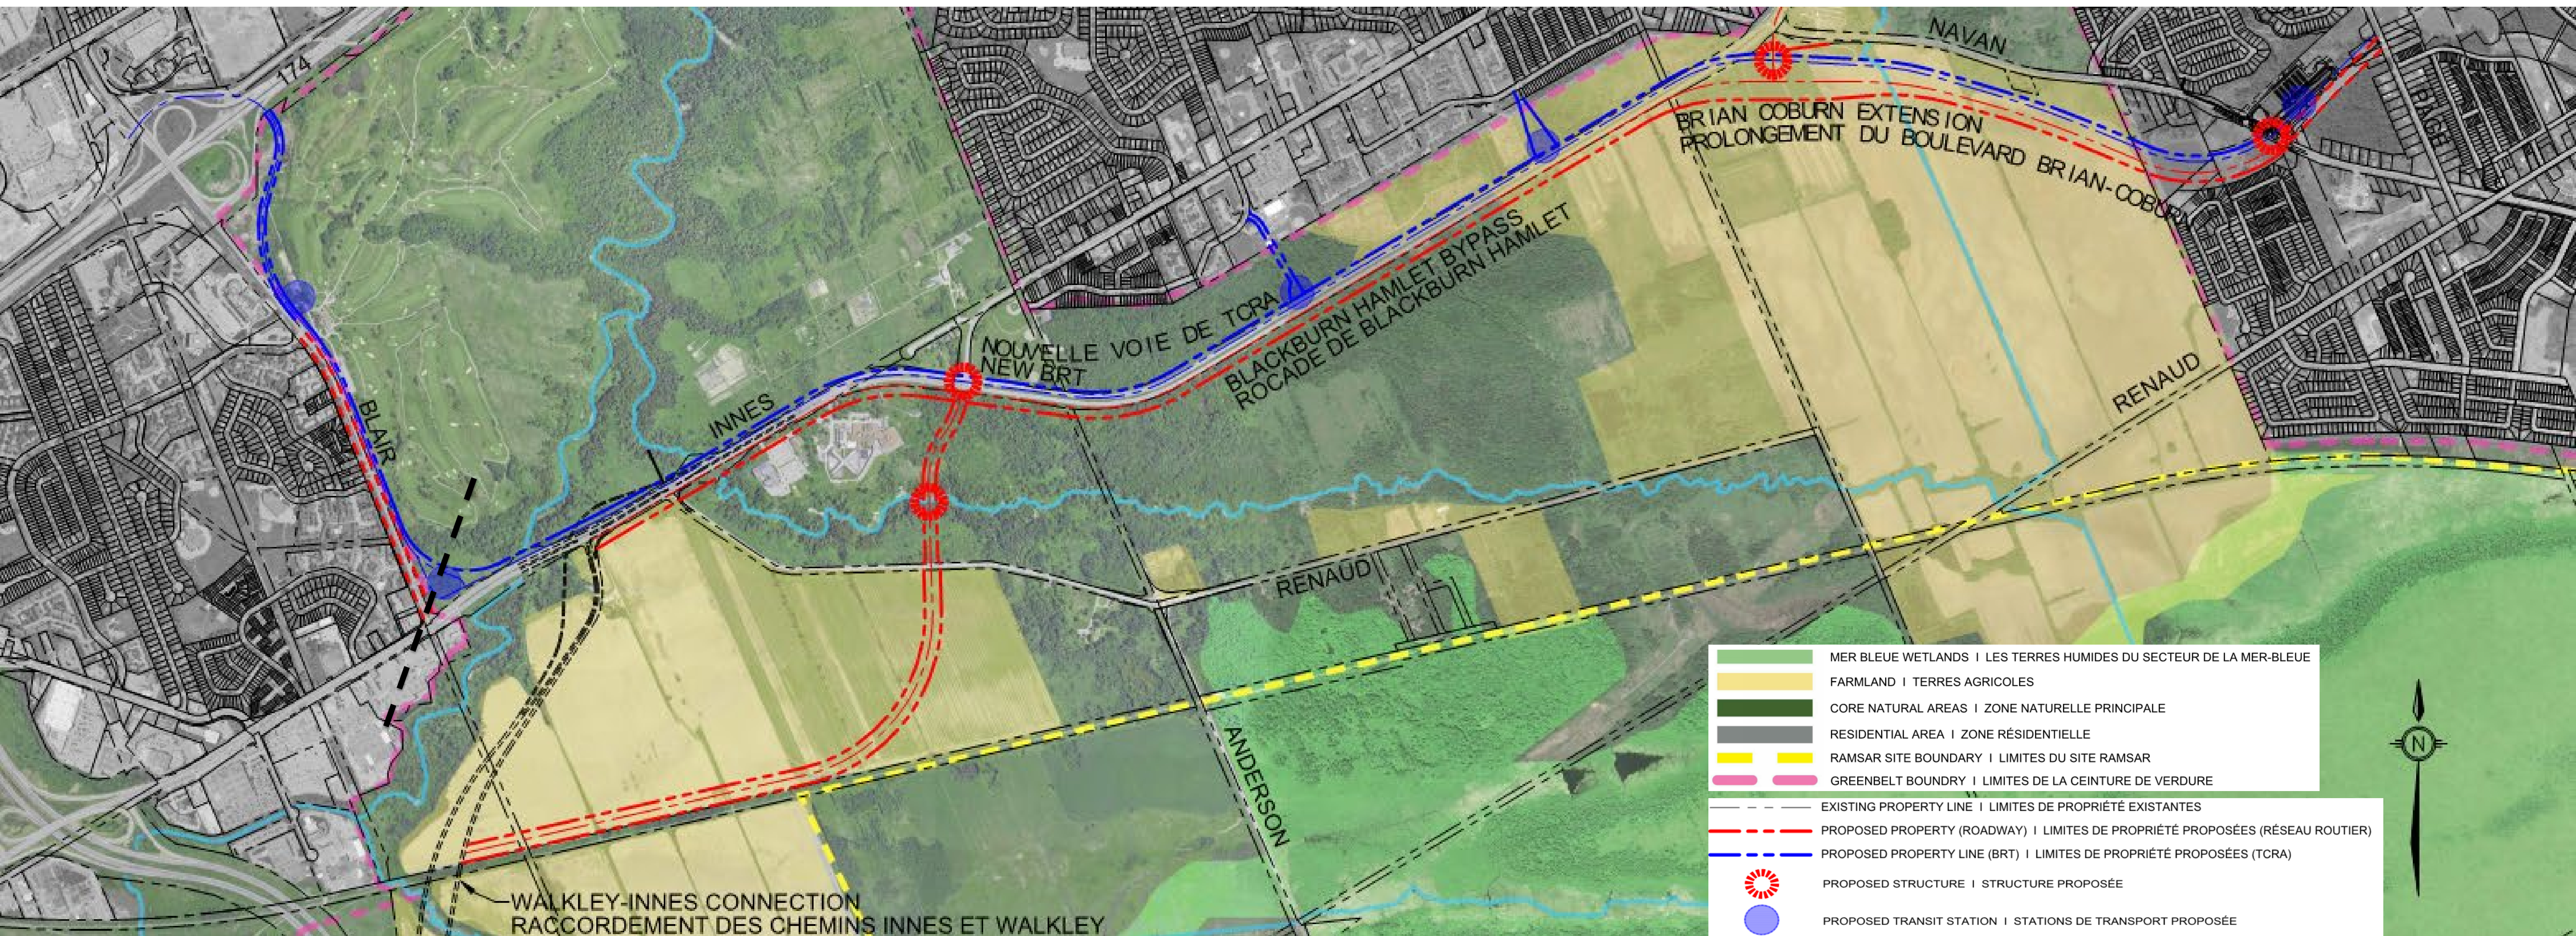 174
NAVAN
PAGE
BRIAN COBURN EXTENSION
PROLONGEMENT DU BOULEVARD BRIAN-COBURN
BLACKBURN HAMLET BYPASS
ROCADE DE BLACKBURN HAMLET
NOUVELLE VOIE DE TCRA
NEW BRT
INNES
BLAIR
RENAUD
RENAUD
ANDERSON
WALKLEY-INNES CONNECTION
RACCORDEMENT DES CHEMINS INNES ET WALKLEY
MER BLEUE WETLANDS I LES TERRES HUMIDES DU SECTEUR DE LA MER-BLEUE
FARMLAND I TERRES AGRICOLES
CORE NATURAL AREAS I ZONE NATURELLE PRINCIPALE
RESIDENTIAL AREA I ZONE RÉSIDENTIELLE
RAMSAR SITE BOUNDARY I LIMITES DU SITE RAMSAR
GREENBELT BOUNDRY I LIMITES DE LA CEINTURE DE VERDURE
EXISTING PROPERTY LINE I LIMITES DE PROPRIÉTÉ EXISTANTES
PROPOSED PROPERTY (ROADWAY) I LIMITES DE PROPRIÉTÉ PROPOSÉES (RÉSEAU ROUTIER)
PROPOSED PROPERTY LINE (BRT) I LIMITES DE PROPRIÉTÉ PROPOSÉES (TCRA)
PROPOSED STRUCTURE I STRUCTURE PROPOSÉE
PROPOSED TRANSIT STATION I STATIONS DE TRANSPORT PROPOSÉE
N